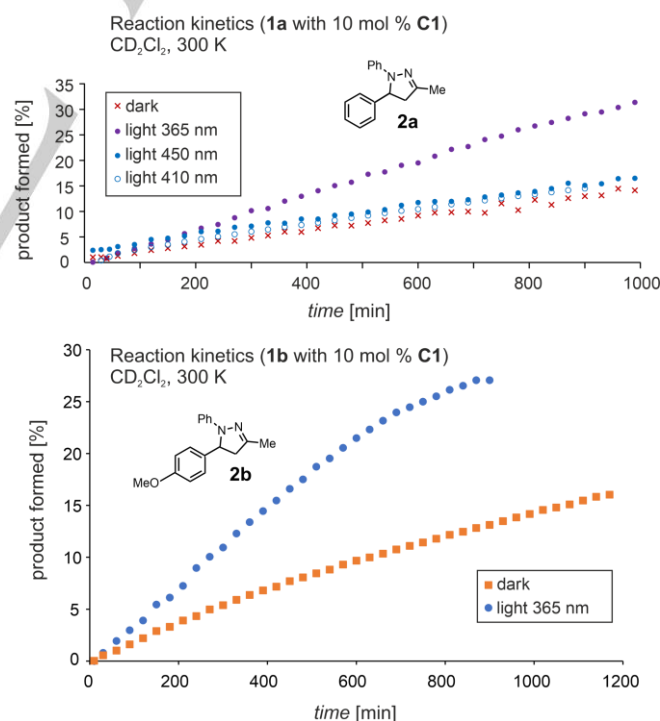 Reaction kinetics (1a with 10 mol % C1)
CD₂Cl₂, 300 K
Ph
N
N
Me
2a
× dark
• light 365 nm
• light 450 nm
○ light 410 nm
product formed [%]
35
30
25
20
15
10
5
0
0
200
400
600
800
1000
time [min]
Reaction kinetics (1b with 10 mol % C1)
CD₂Cl₂, 300 K
Ph
N
N
Me
MeO
2b
dark
light 365 nm
product formed [%]
30
25
20
15
10
5
0
0
200
400
600
800
1000
1200
time [min]